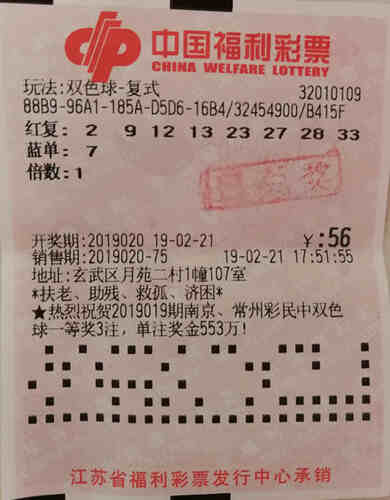 中国福利彩票
CHINA WELFARE LOTTERY
玩法:双色球-复式 32010109
88B9-96A1-185A-D5D6-16B4/32454900/B415F
红复: 2 9 12 13 23 27 28 33
蓝单: 7
倍数:1
开奖期:2019020 19-02-21 ¥:56
销售期:2019020-75 19-02-21 17:51:55
地址:玄武区月苑二村1幢107室
*扶老、助残、救孤、济困*
★热烈祝贺2019019期南京、常州彩民中双色
球一等奖3注，单注奖金553万!
江苏省福利彩票发行中心承销